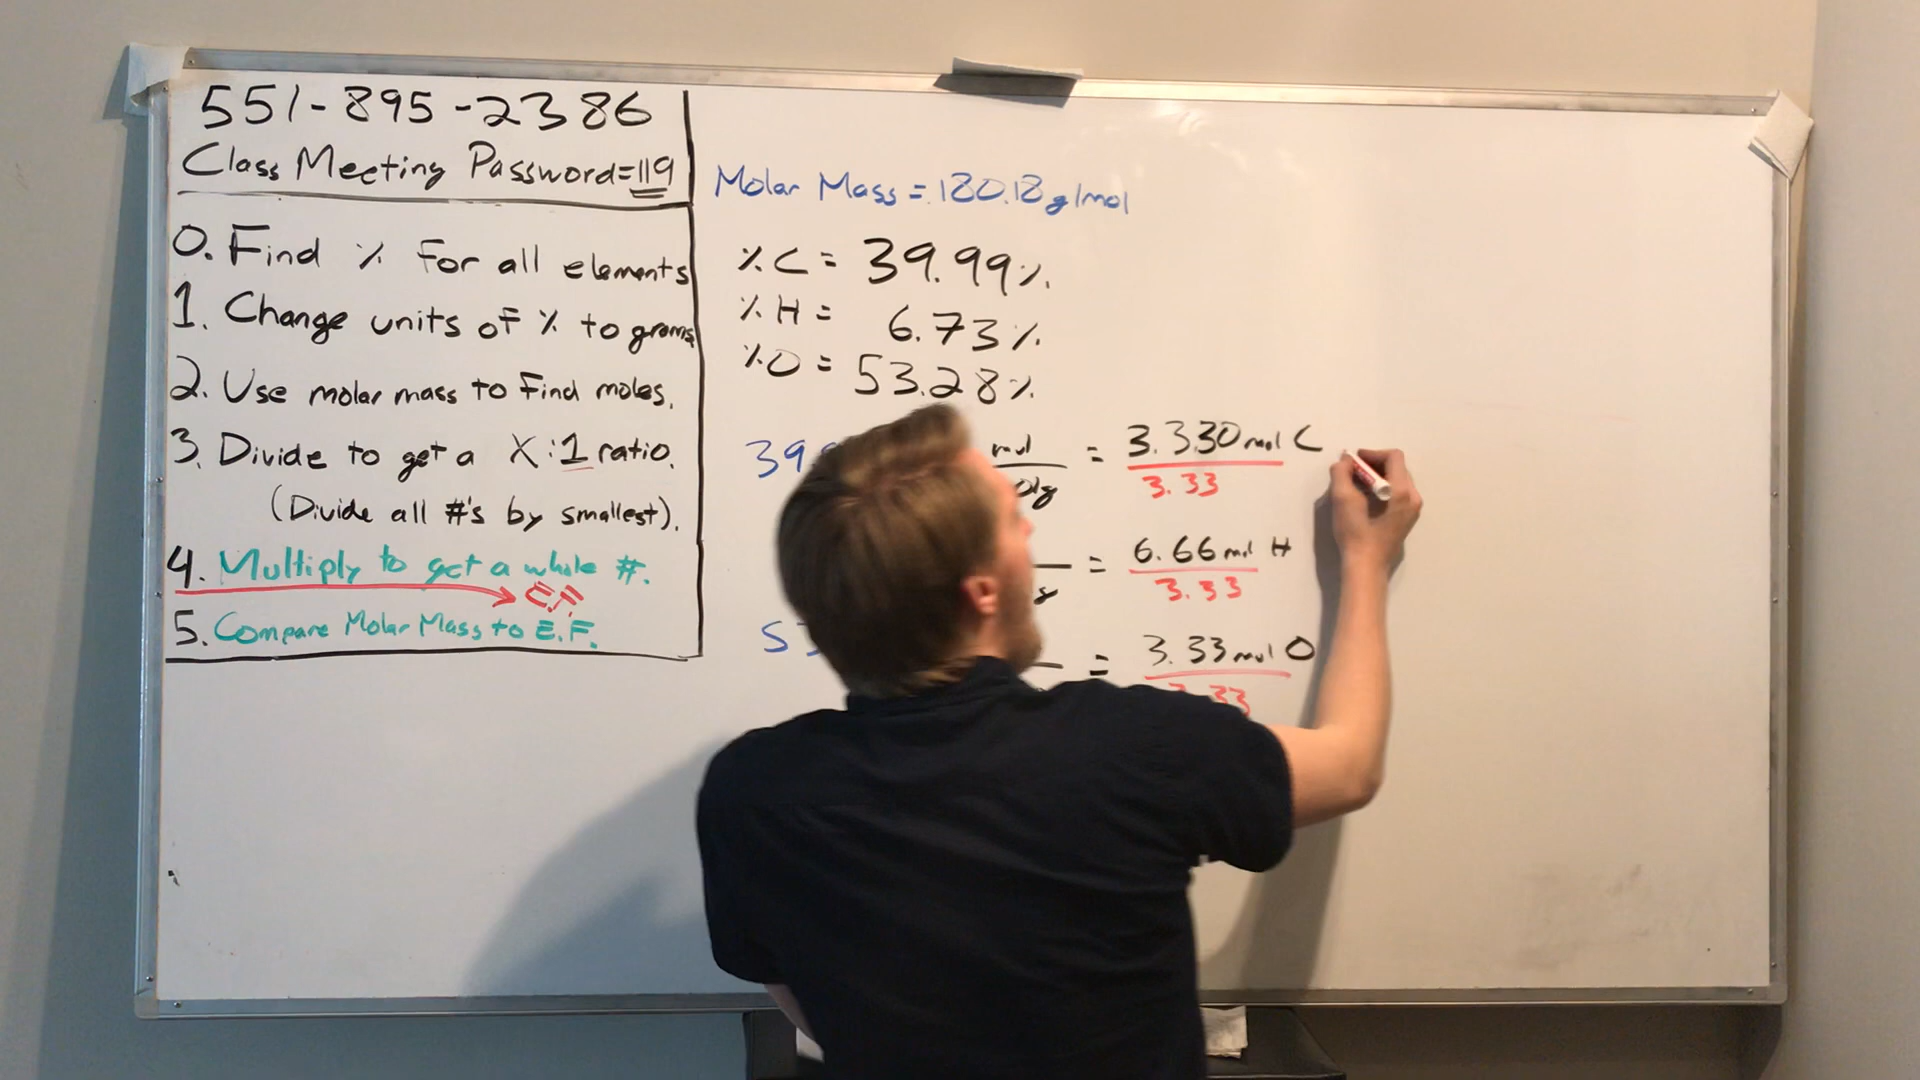 551-895-2386
Class Meeting Password=119
0. Find % for all elements
1. Change units of % to grams
2. Use molar mass to find moles.
3. Divide to get a X:1 ratio.
(Divide all #'s by smallest).
4. Multiply to get a whole #.
E.F.
5. Compare Molar Mass to E.F.
Molar Mass = 180.18 g/mol
%C = 39.99%
%H = 6.73%
%O = 53.28%
mol = 3.330 mol C
3.33
= 6.66 mol H
3.33
= 3.33 mol O
3.33